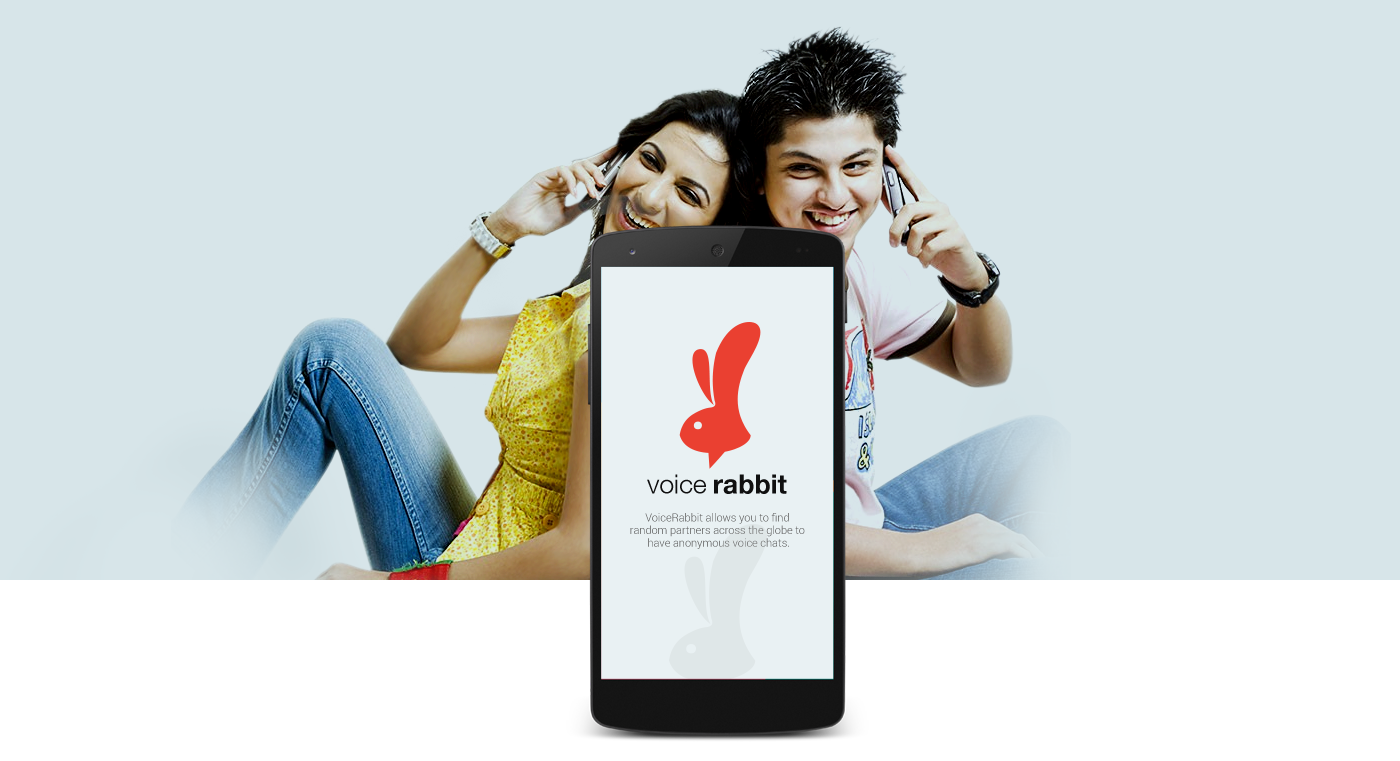 voice rabbit
VoiceRabbit allows you to find
random partners across the globe to
have anonymous voice chats.
&